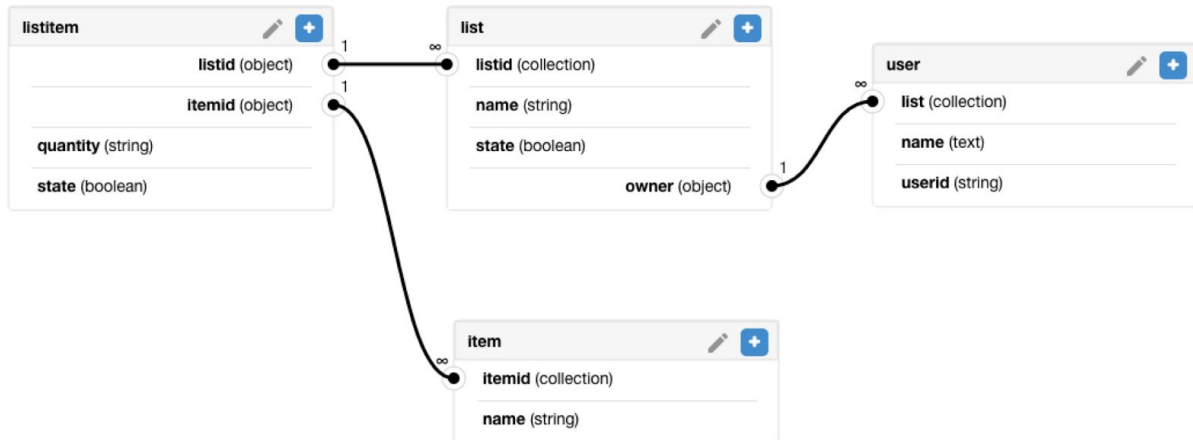 listitem
listid (object)
1
itemid (object)
1
quantity (string)
state (boolean)
list
∞
listid (collection)
name (string)
state (boolean)
owner (object)
1
user
∞
list (collection)
name (text)
userid (string)
item
∞
itemid (collection)
name (string)